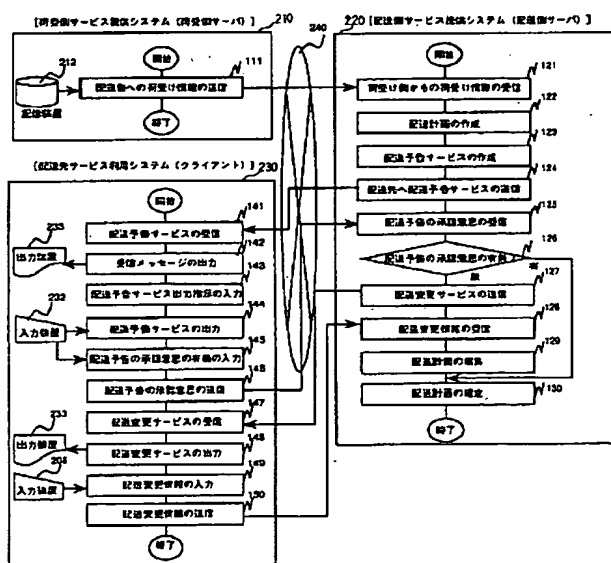 [荷受側サービス提供システム(荷受側サーバ)]
210
開始
212
111
配送側への荷受け情報の送信
記憶装置
終了
240
220
[配送側サービス提供システム(配送側サーバ)]
開始
121
荷受け側からの荷受け情報の受信
122
配送計画の作成
123
配送予告サービスの作成
124
配送先へ配送予告サービスの送信
125
配送予告の承認意思の受信
126
配送予告の承認意思の有無
有
無
127
配送変更サービスの送信
128
配送変更情報の受信
129
配送計画の編集
130
配送計画の確定
終了
[配送先サービス利用システム(クライアント)]
230
開始
141
配送予告サービスの受信
233
142
出力装置
受信メッセージの出力
143
配送予告サービス出力指示の入力
232
144
入力装置
配送予告サービスの出力
145
配送予告の承認意思の有無の入力
146
配送予告の承認意思の送信
147
配送変更サービスの受信
233
148
出力装置
配送変更サービスの出力
149
入力装置
配送変更情報の入力
150
配送変更情報の送信
終了